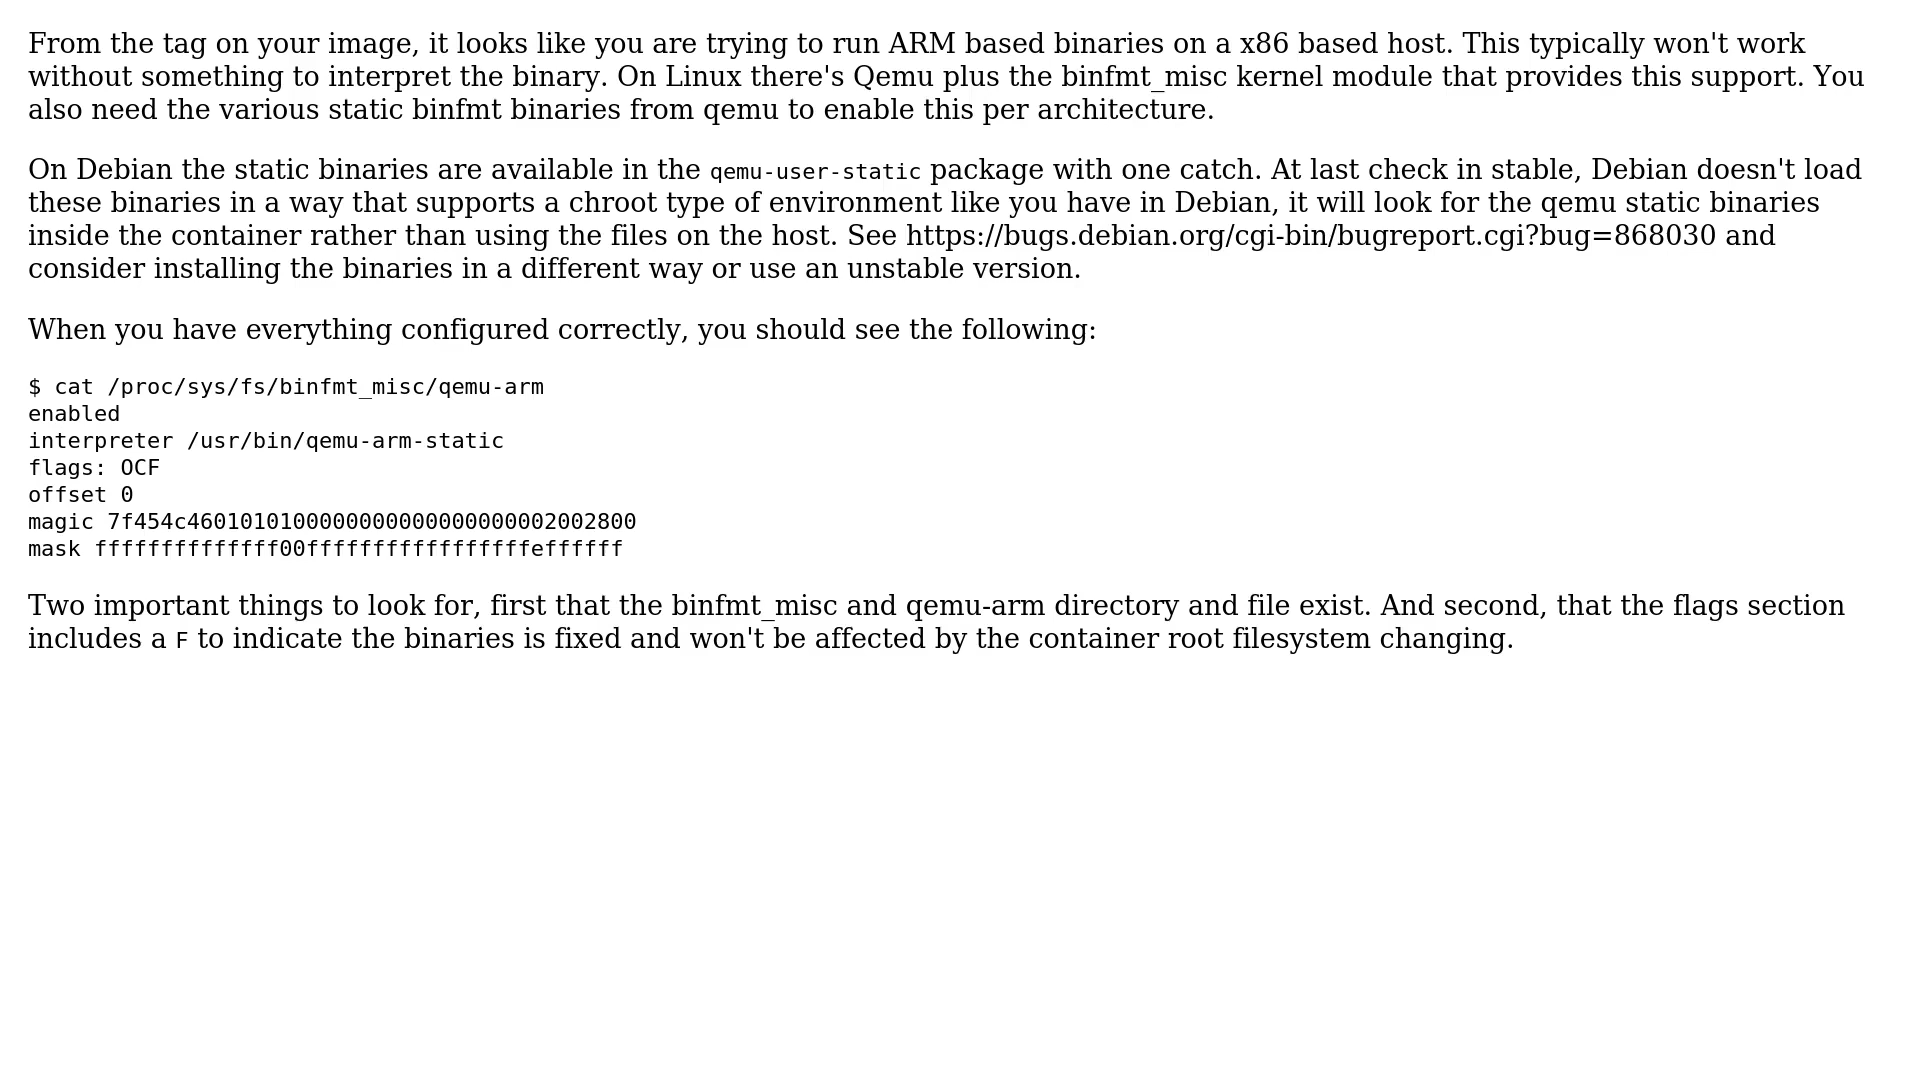 From the tag on your image, it looks like you are trying to run ARM based binaries on a x86 based host. This typically won't work
without something to interpret the binary. On Linux there's Qemu plus the binfmt_misc kernel module that provides this support. You
also need the various static binfmt binaries from qemu to enable this per architecture.
On Debian the static binaries are available in the qemu-user-static package with one catch. At last check in stable, Debian doesn't load
these binaries in a way that supports a chroot type of environment like you have in Debian, it will look for the qemu static binaries
inside the container rather than using the files on the host. See https://bugs.debian.org/cgi-bin/bugreport.cgi?bug=868030 and
consider installing the binaries in a different way or use an unstable version.
When you have everything configured correctly, you should see the following:
$ cat /proc/sys/fs/binfmt_misc/qemu-arm
enabled
interpreter /usr/bin/qemu-arm-static
flags: OCF
offset 0
magic 7f454c4601010100000000000000000002002800
mask ffffffffffffff00fffffffffffffffffeffffff
Two important things to look for, first that the binfmt_misc and qemu-arm directory and file exist. And second, that the flags section
includes a F to indicate the binaries is fixed and won't be affected by the container root filesystem changing.